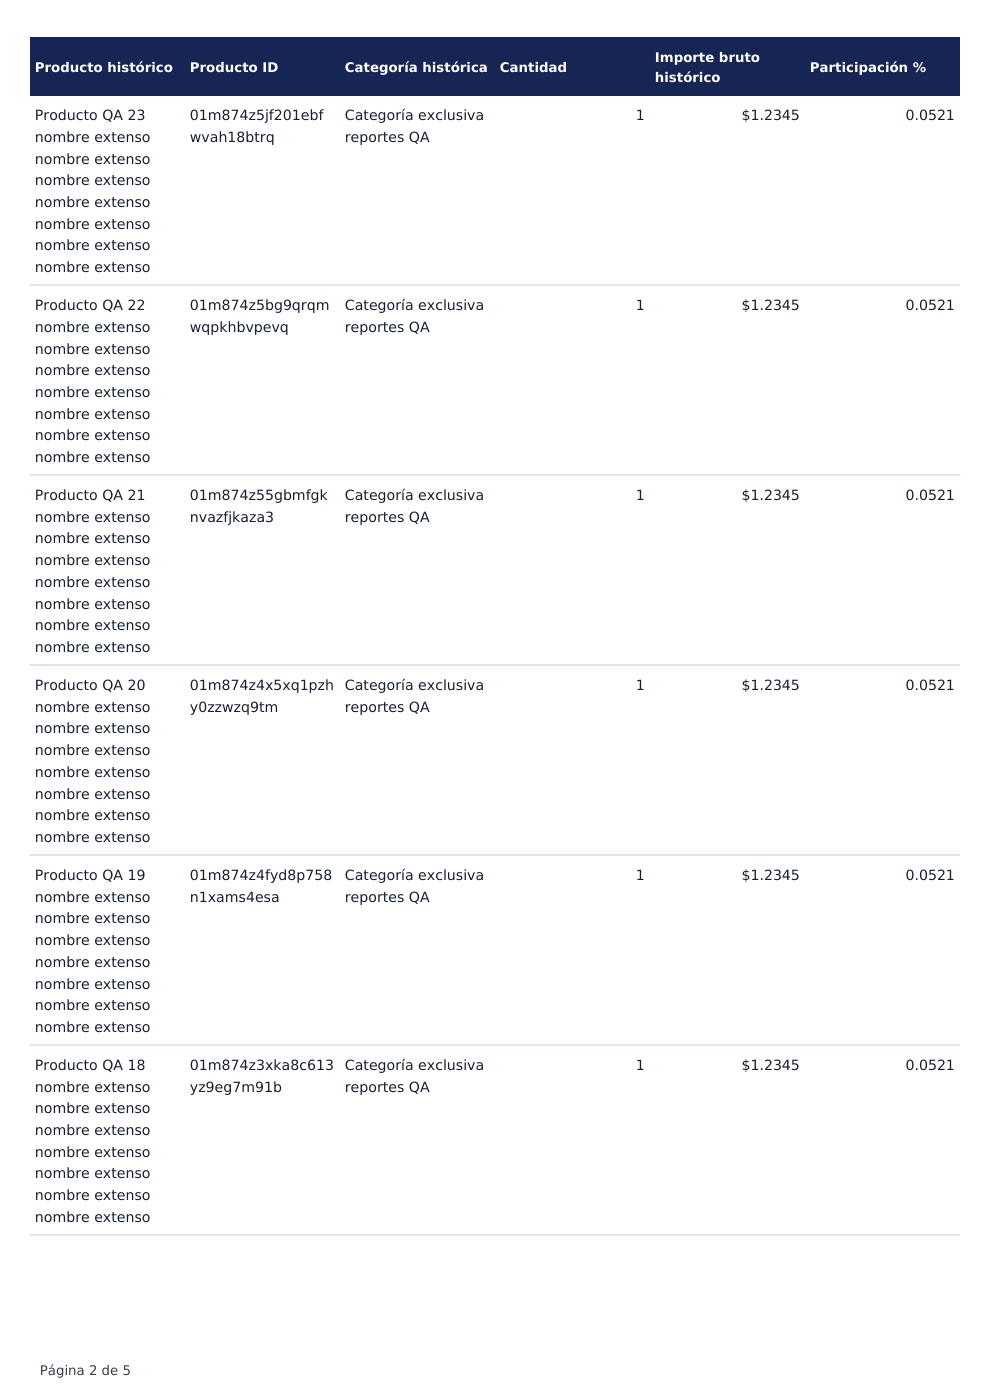 Producto histórico Producto ID Categoría histórica Cantidad Importe bruto histórico Participación %
Producto QA 23 01m874z5jf201ebf Categoría exclusiva 1 $1.2345 0.0521
nombre extenso wvah18btrq reportes QA
nombre extenso
nombre extenso
nombre extenso
nombre extenso
nombre extenso
nombre extenso
Producto QA 22 01m874z5bg9qrqm Categoría exclusiva 1 $1.2345 0.0521
nombre extenso wqpkhbvpevq reportes QA
nombre extenso
nombre extenso
nombre extenso
nombre extenso
nombre extenso
nombre extenso
Producto QA 21 01m874z55gbmfgk Categoría exclusiva 1 $1.2345 0.0521
nombre extenso nvazfjkaza3 reportes QA
nombre extenso
nombre extenso
nombre extenso
nombre extenso
nombre extenso
nombre extenso
Producto QA 20 01m874z4x5xq1pzh Categoría exclusiva 1 $1.2345 0.0521
nombre extenso y0zzwzq9tm reportes QA
nombre extenso
nombre extenso
nombre extenso
nombre extenso
nombre extenso
nombre extenso
Producto QA 19 01m874z4fyd8p758 Categoría exclusiva 1 $1.2345 0.0521
nombre extenso n1xams4esa reportes QA
nombre extenso
nombre extenso
nombre extenso
nombre extenso
nombre extenso
nombre extenso
Producto QA 18 01m874z3xka8c613 Categoría exclusiva 1 $1.2345 0.0521
nombre extenso yz9eg7m91b reportes QA
nombre extenso
nombre extenso
nombre extenso
nombre extenso
nombre extenso
nombre extenso
Página 2 de 5